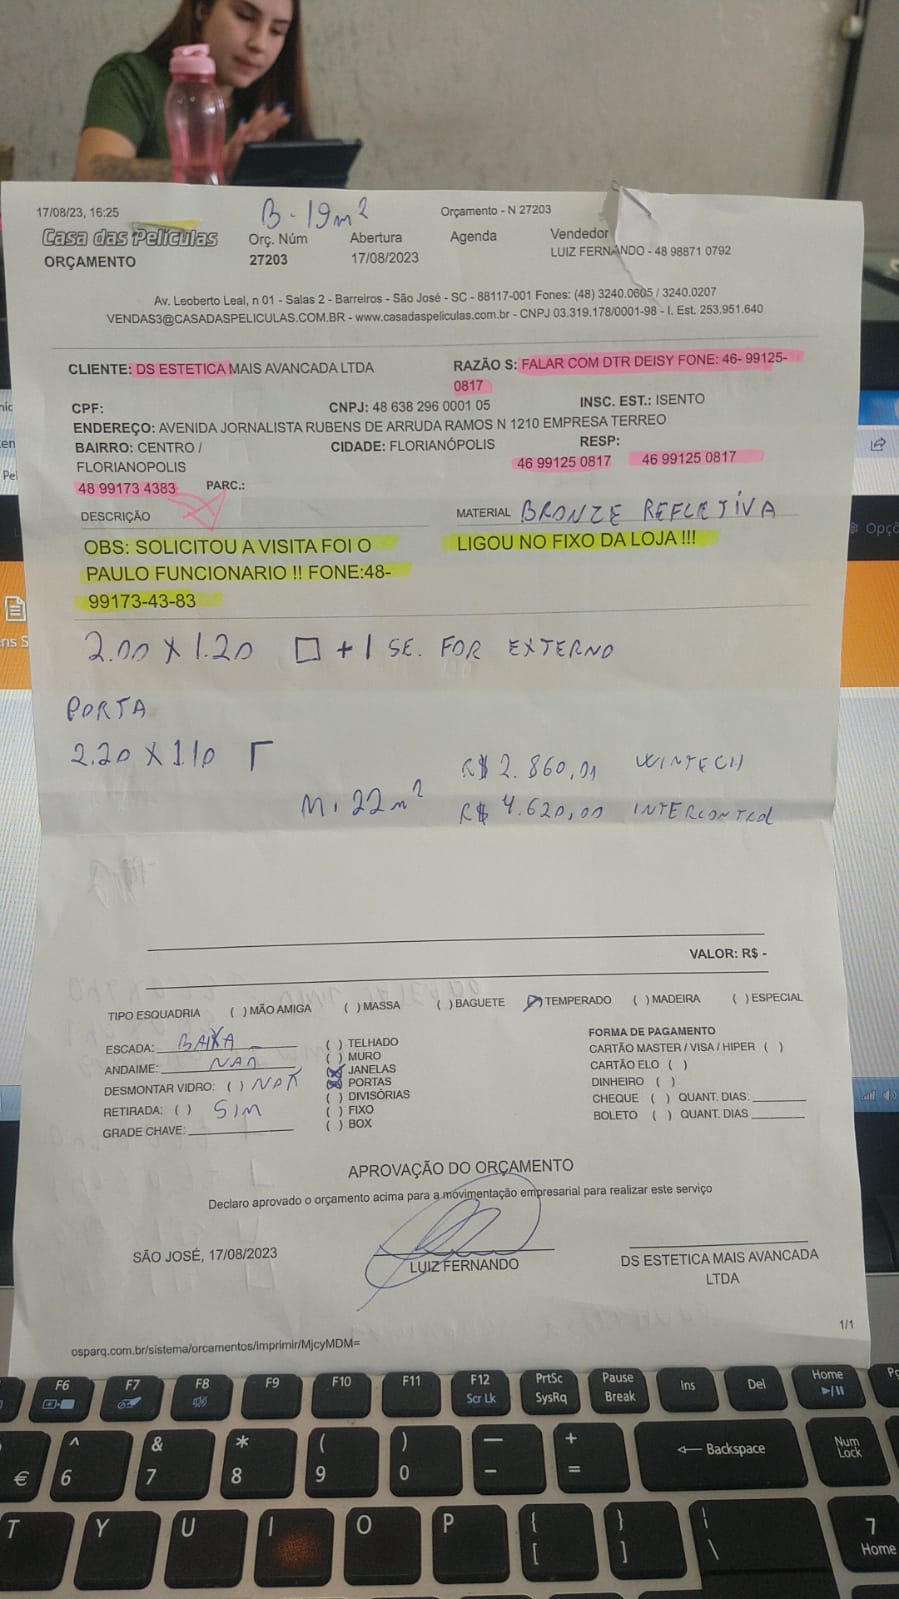 17/08/23, 16:25
B - 19m²
Orçamento - N 27203
Casa das Películas
ORÇAMENTO
Orç. Núm
27203
Abertura
17/08/2023
Agenda
Vendedor
LUIZ FERNANDO - 48 98871 0792
Av. Leoberto Leal, n 01 - Salas 2 - Barreiros - São José - SC - 88117-001 Fones: (48) 3240.0605 / 3240.0207
VENDAS3@CASADASPELICULAS.COM.BR - www.casadaspeliculas.com.br - CNPJ 03.319.178/0001-98 - I. Est. 253.951.640
CLIENTE: DS ESTETICA MAIS AVANCADA LTDA
RAZÃO S: FALAR COM DTR DEISY FONE: 46- 99125-
0817
CPF:
CNPJ: 48 638 296 0001 05
INSC. EST.: ISENTO
ENDEREÇO: AVENIDA JORNALISTA RUBENS DE ARRUDA RAMOS N 1210 EMPRESA TERREO
BAIRRO: CENTRO /
FLORIANOPOLIS
CIDADE: FLORIANÓPOLIS
RESP:
46 99125 0817
46 99125 0817
48 99173 4383
PARC.:
DESCRIÇÃO
MATERIAL BRONZE REFLETIVA
OBS: SOLICITOU A VISITA FOI O
PAULO FUNCIONARIO !! FONE:48-
99173-43-83
LIGOU NO FIXO DA LOJA !!!
2.00 X 1.20 □ + 1 SE. FOR EXTERNO
PORTA
2.20 X 1.10 Γ
M. 22m²
R$ 2.860,00 WINTECH
R$ 4.620,00 INTERCONTROL
VALOR: R$ -
TIPO ESQUADRIA ( ) MÃO AMIGA ( ) MASSA ( ) BAGUETE (X) TEMPERADO ( ) MADEIRA ( ) ESPECIAL
ESCADA: BAIXA
ANDAIME: NAO
DESMONTAR VIDRO: ( ) NAO
RETIRADA: ( ) SIM
GRADE CHAVE:
( ) TELHADO
( ) MURO
(X) JANELAS
(X) PORTAS
( ) DIVISÓRIAS
( ) FIXO
( ) BOX
FORMA DE PAGAMENTO
CARTÃO MASTER / VISA / HIPER ( )
CARTÃO ELO ( )
DINHEIRO ( )
CHEQUE ( ) QUANT. DIAS:
BOLETO ( ) QUANT. DIAS
APROVAÇÃO DO ORÇAMENTO
Declaro aprovado o orçamento acima para a movimentação empresarial para realizar este serviço
SÃO JOSÉ, 17/08/2023
LUIZ FERNANDO
DS ESTETICA MAIS AVANCADA
LTDA
1/1
osparq.com.br/sistema/orcamentos/imprimir/MjcyMDM=
F6 F7 F8 F9 F10 F11 F12 PrtSc Pause Ins Del Home
Scr Lk SysRq Break
^ & * ( ) — + ← Backspace Num
Lock
€ 6 7 8 9 0 - =
T Y U I O P { } | 7
[ ] \ Home